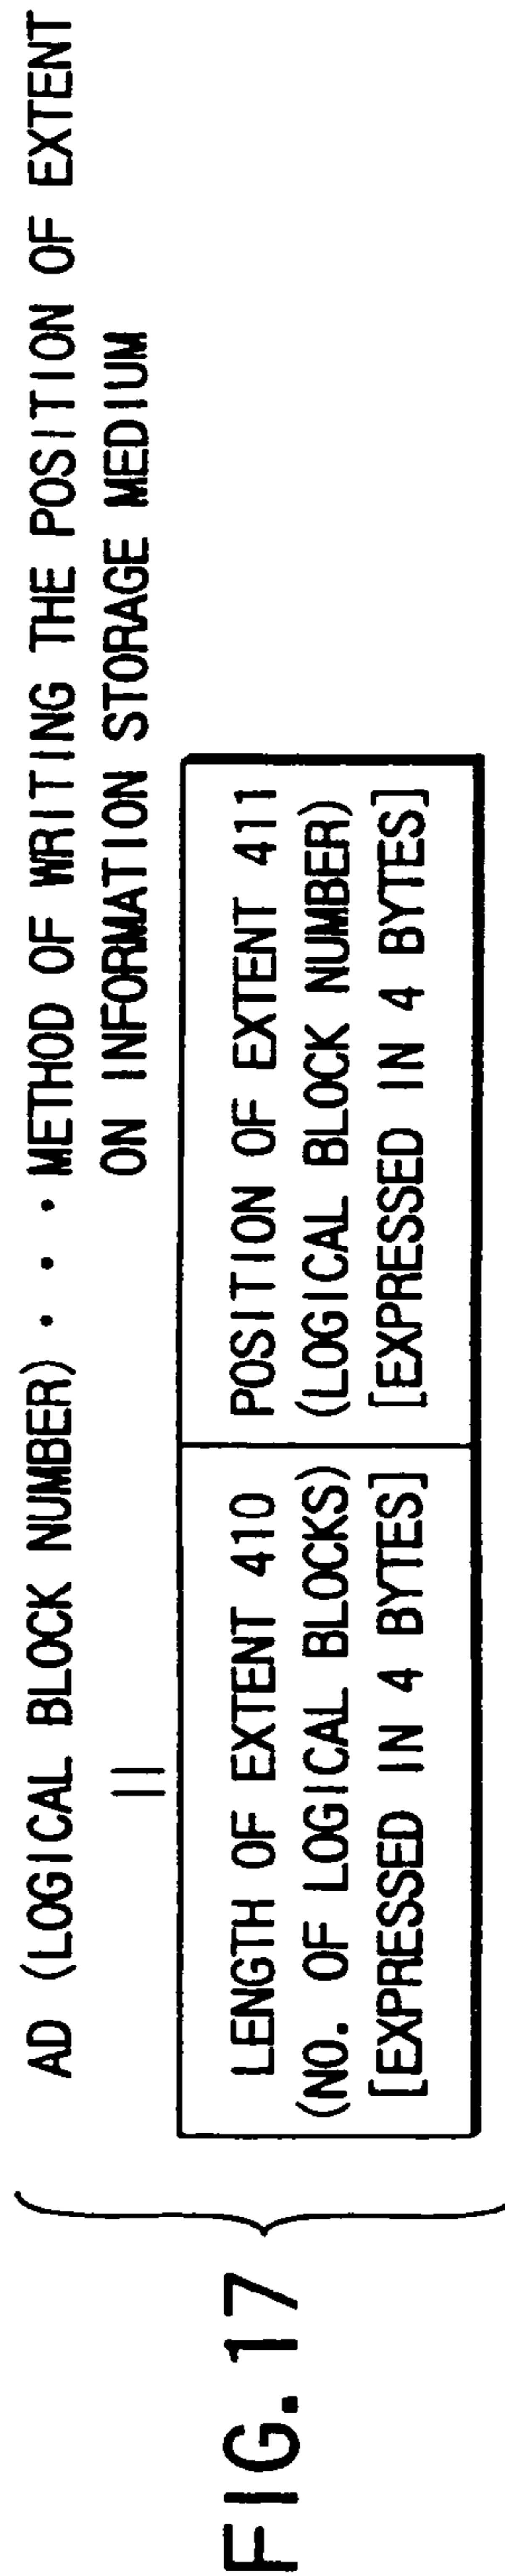 FIG. 17
AD (LOGICAL BLOCK NUMBER) • • • METHOD OF WRITING THE POSITION OF EXTENT
ON INFORMATION STORAGE MEDIUM
||
LENGTH OF EXTENT 410
(NO. OF LOGICAL BLOCKS)
[EXPRESSED IN 4 BYTES]
POSITION OF EXTENT 411
(LOGICAL BLOCK NUMBER)
[EXPRESSED IN 4 BYTES]